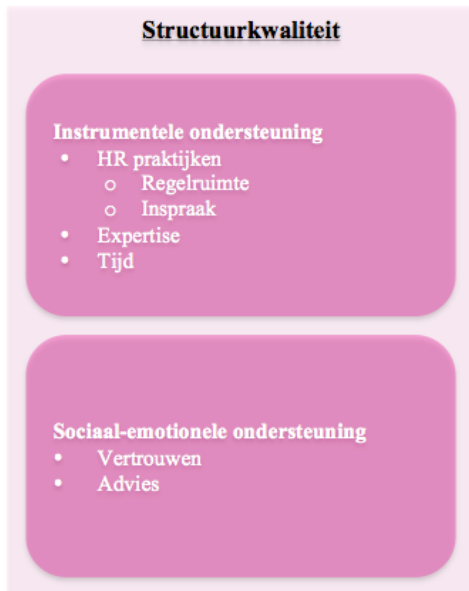 Structuurkwaliteit
Instrumentele ondersteuning
• HR praktijken
o Regelruimte
o Inspraak
• Expertise
• Tijd
Sociaal-emotionele ondersteuning
• Vertrouwen
• Advies